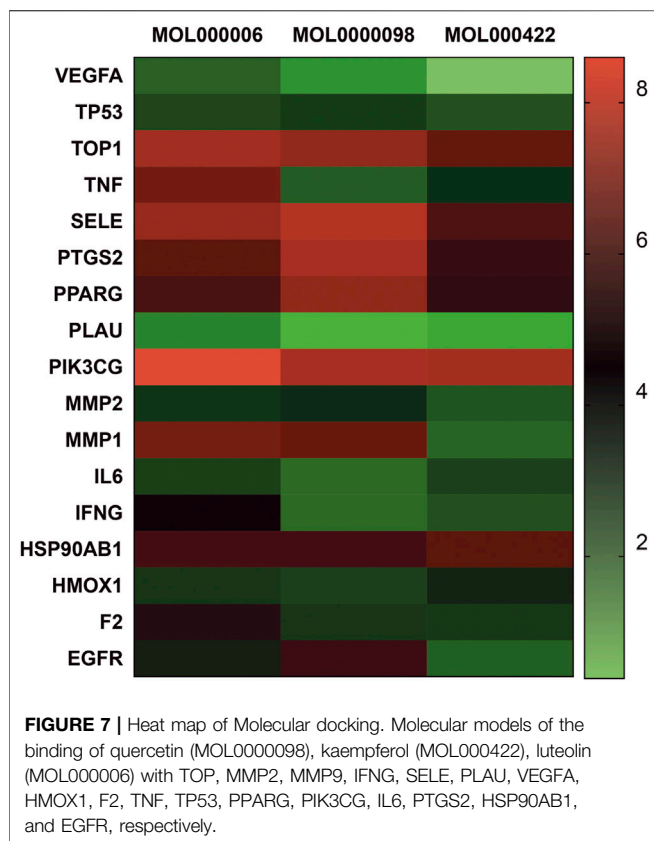 MOL000006 MOL0000098 MOL000422
VEGFA
TP53
TOP1
TNF
SELE
PTGS2
PPARG
PLAU
PIK3CG
MMP2
MMP1
IL6
IFNG
HSP90AB1
HMOX1
F2
EGFR
8
6
4
2
FIGURE 7 | Heat map of Molecular docking. Molecular models of the
binding of quercetin (MOL0000098), kaempferol (MOL000422), luteolin
(MOL000006) with TOP, MMP2, MMP9, IFNG, SELE, PLAU, VEGFA,
HMOX1, F2, TNF, TP53, PPARG, PIK3CG, IL6, PTGS2, HSP90AB1,
and EGFR, respectively.